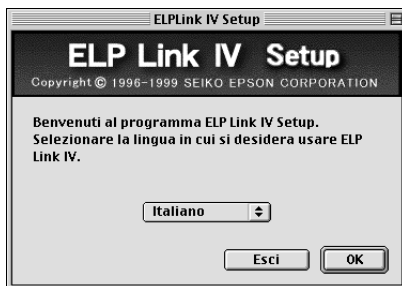 ELPLink IV Setup
ELP Link IV Setup
Copyright © 1996-1999 SEIKO EPSON CORPORATION
Benvenuti al programma ELP Link IV Setup.
Selezionare la lingua in cui si desidera usare ELP
Link IV.
Italiano
Esci
OK